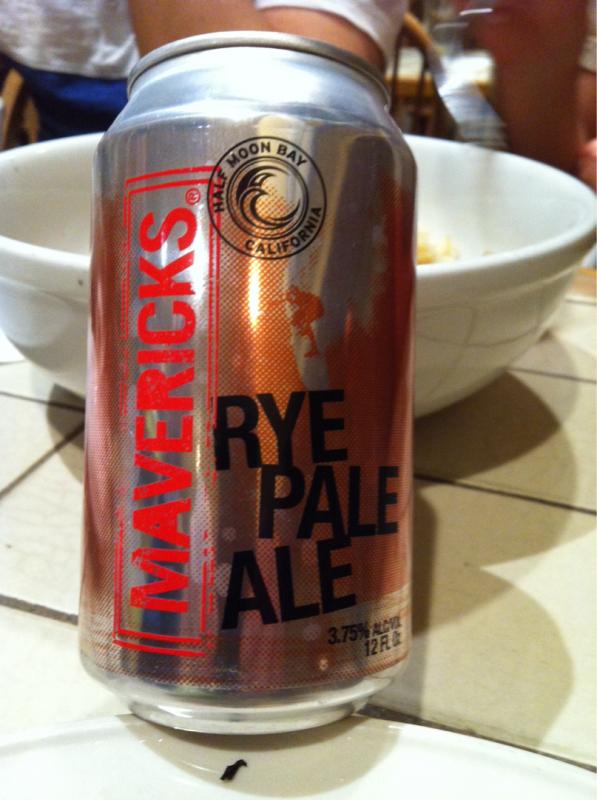 HALF MOON BAY
CALIFORNIA
MAVERICKS®
RYE
PALE
ALE
3.75% ALC/VOL
12 FL Oz